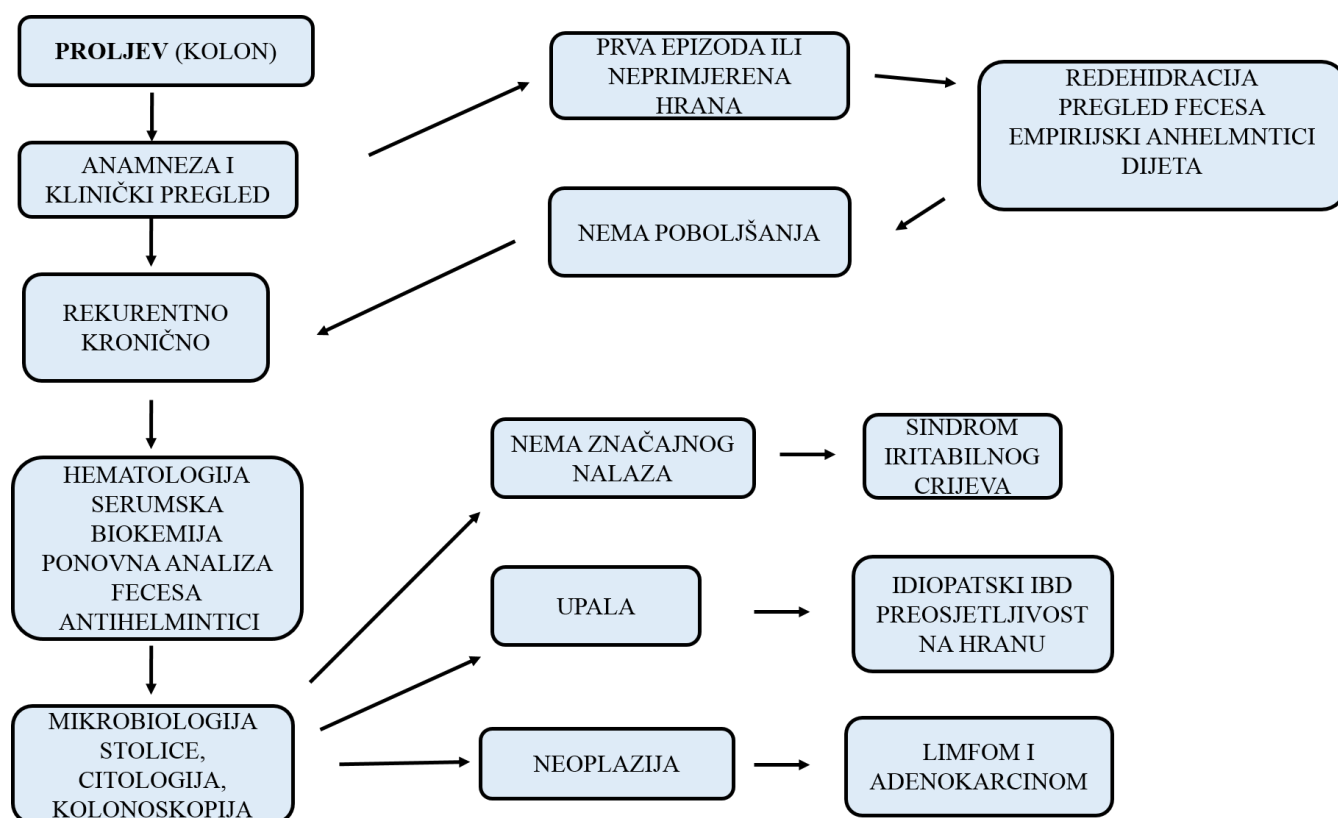 PROLJEV (KOLON)
ANAMNEZA I
KLINIČKI PREGLED
PRVA EPIZODA ILI
NEPRIMJERENA
HRANA
REDEHIDRACIJA
PREGLED FECESA
EMPIRIJSKI ANHELMNTICI
DIJETA
NEMA POBOLJŠANJA
REKURENTNO
KRONIČNO
HEMATOLOGIJA
SERUMSKA
BIOKEMIJA
PONOVNA ANALIZA
FECESA
ANTIHELMINTICI
MIKROBIOLOGIJA
STOLICE,
CITOLOGIJA,
KOLONOSKOPIJA
NEMA ZNAČAJNOG
NALAZA
SINDROM
IRITABILNOG
CRIJEVA
UPALA
IDIOPATSKI IBD
PREOSJETLJIVOST
NA HRANU
NEOPLAZIJA
LIMFOM I
ADENOKARCINOM